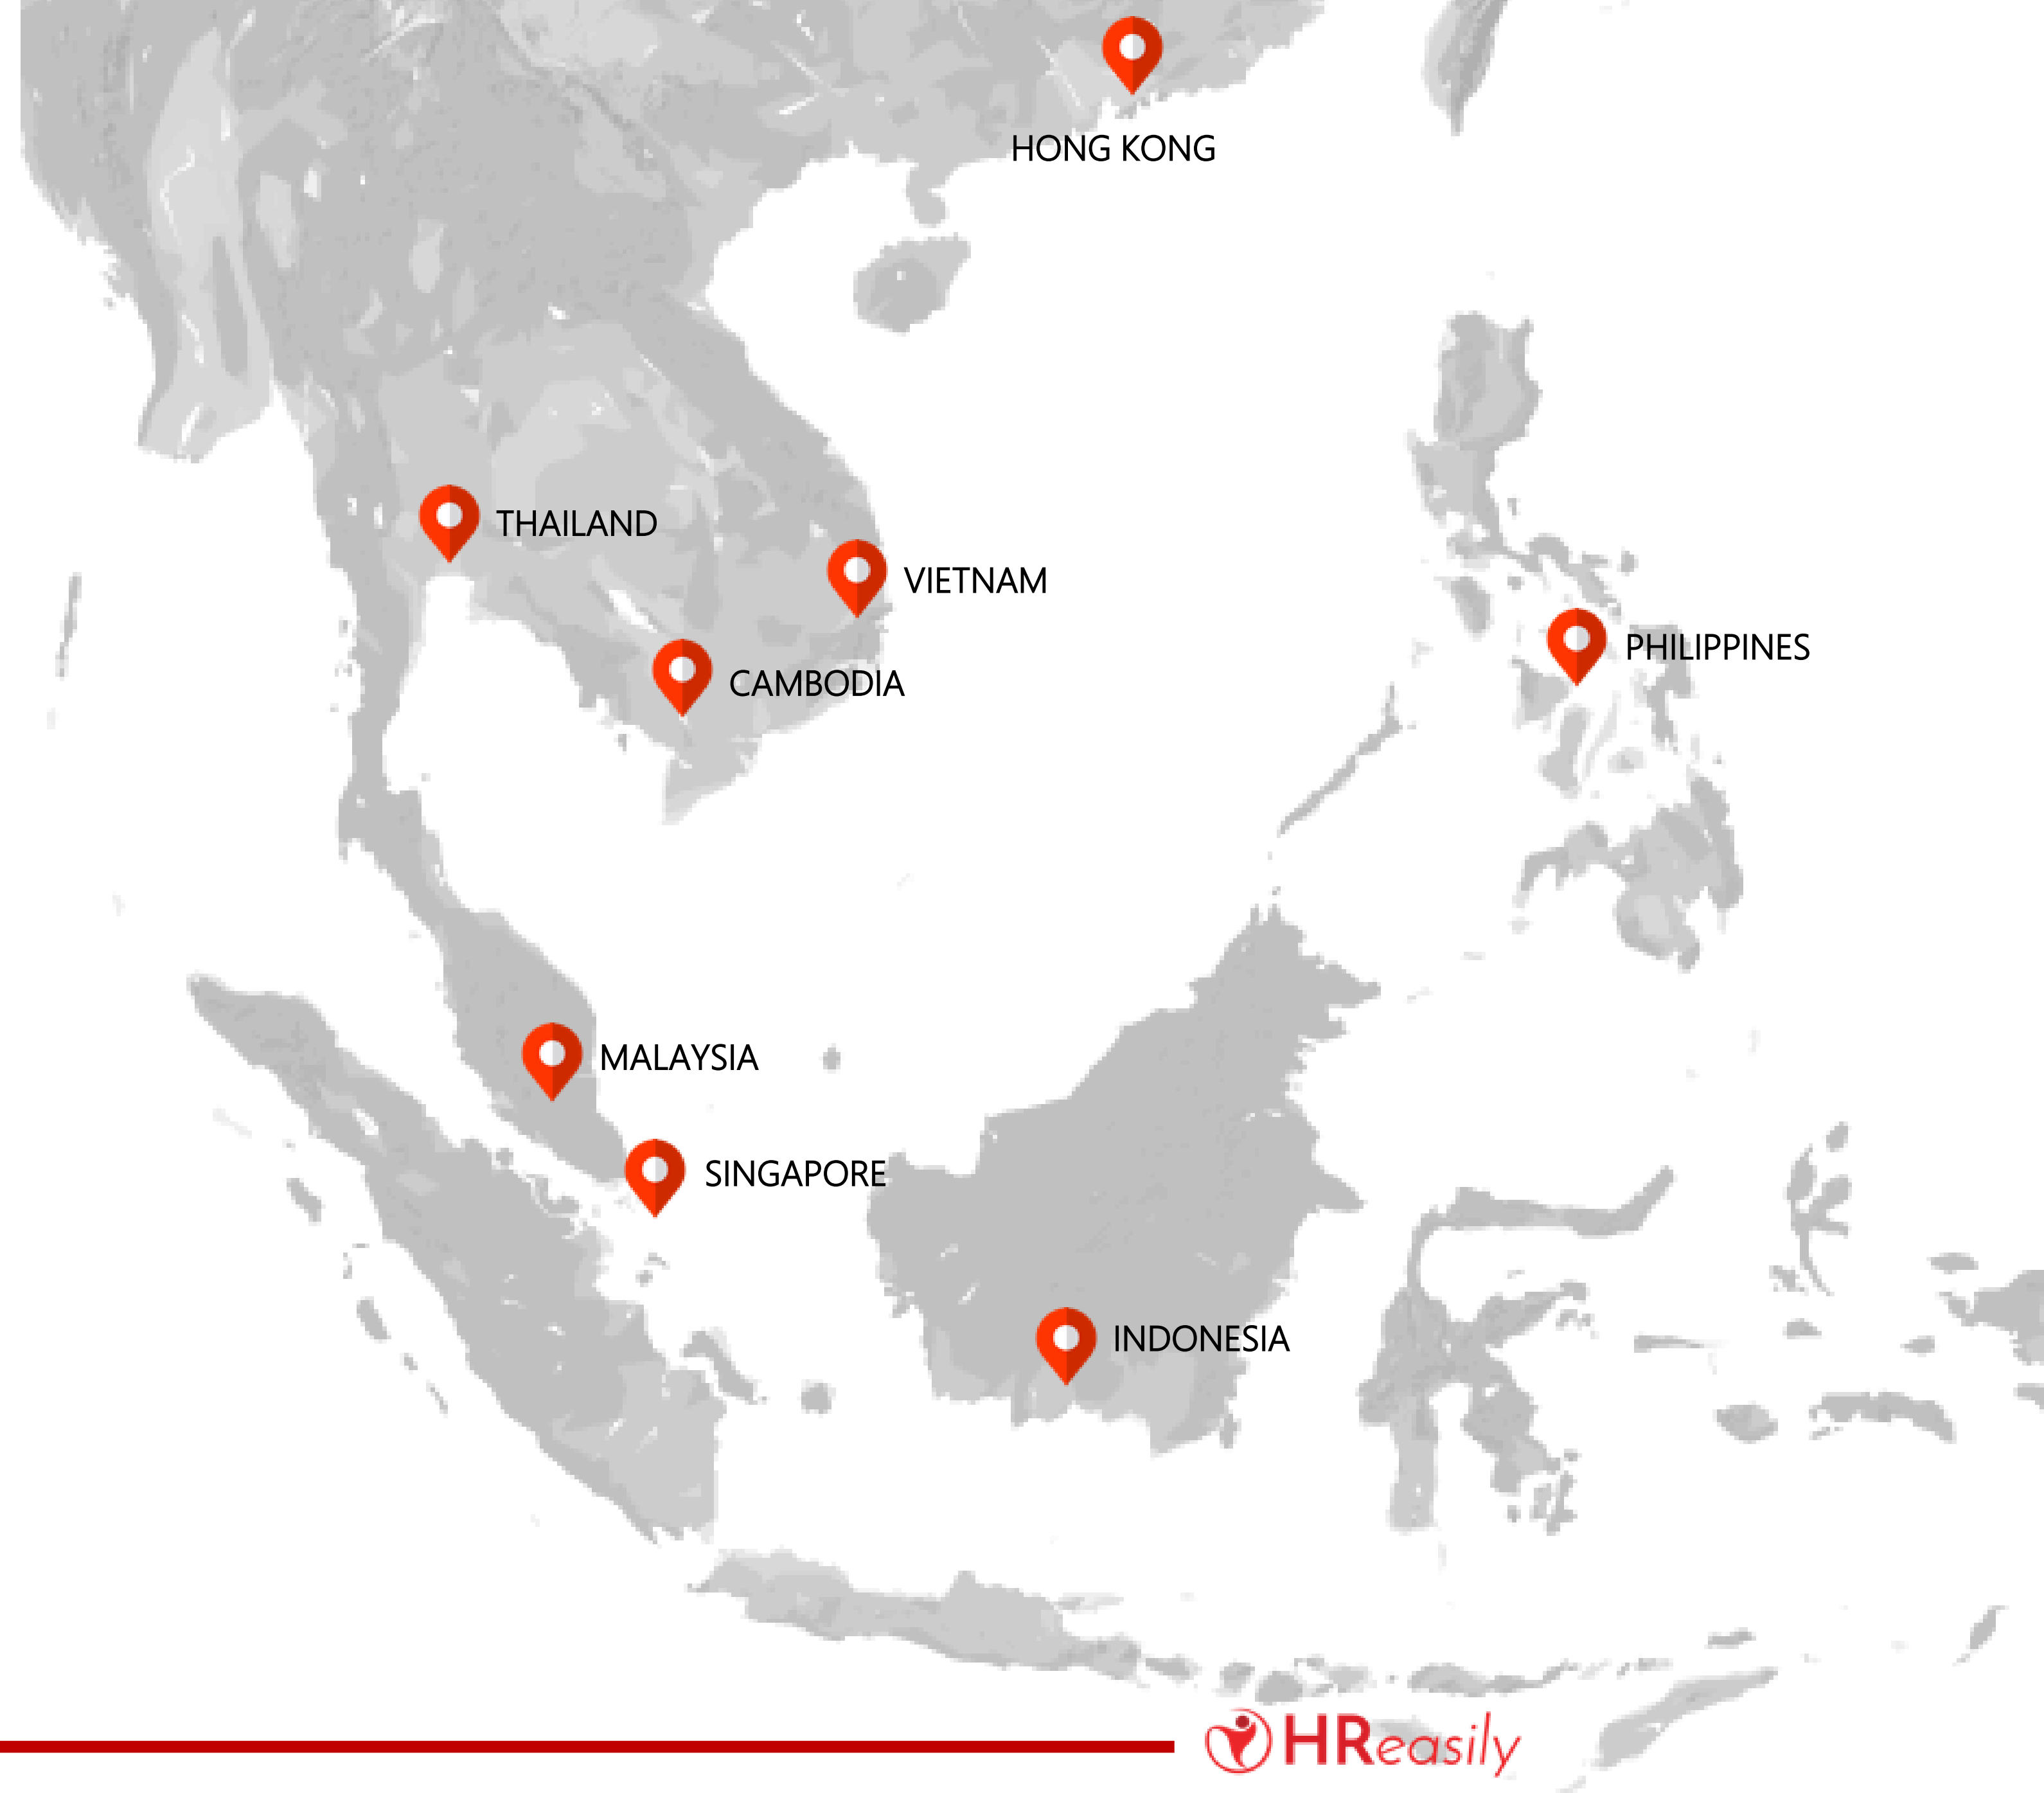 HONG KONG
THAILAND
VIETNAM
PHILIPPINES
CAMBODIA
MALAYSIA
SINGAPORE
INDONESIA
HReasily